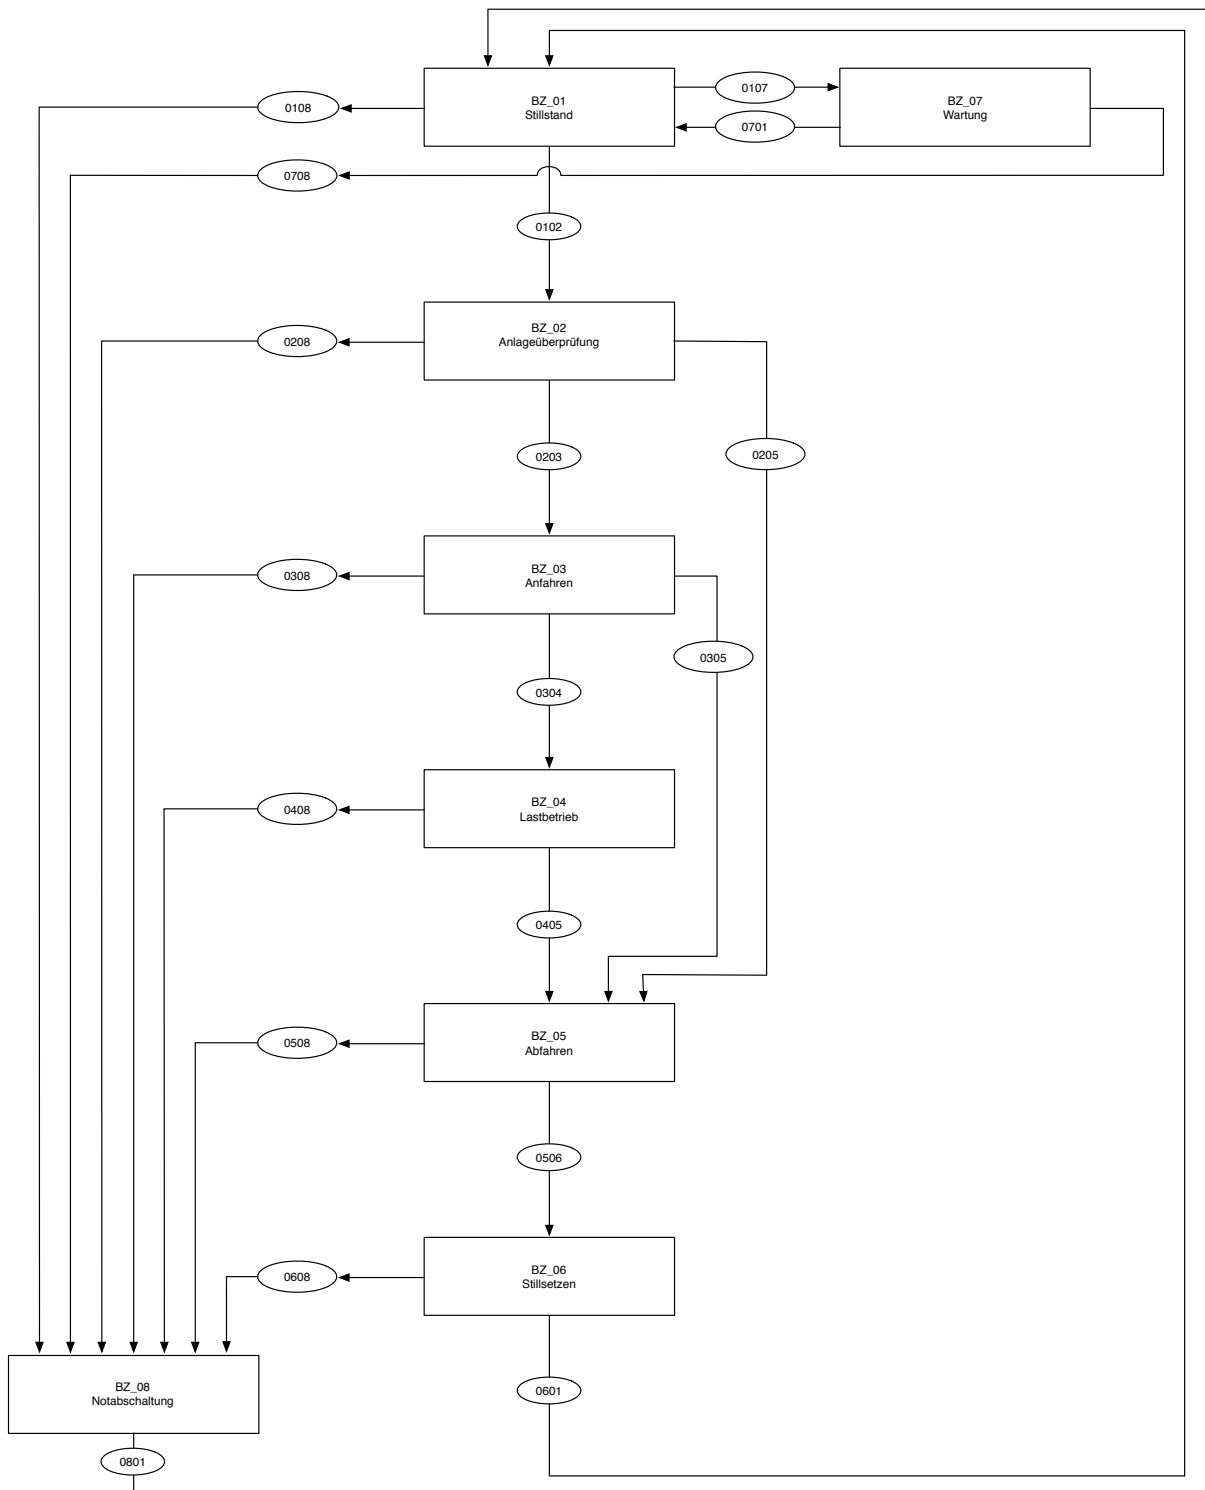 BZ_01
Stillstand
0107
BZ_07
Wartung
0108
0701
0708
0102
BZ_02
Anlageüberprüfung
0208
0203
0205
BZ_03
Anfahren
0308
0305
0304
BZ_04
Lastbetrieb
0408
0405
BZ_05
Abfahren
0508
0506
BZ_06
Stillsetzen
0608
BZ_08
Notabschaltung
0601
0801